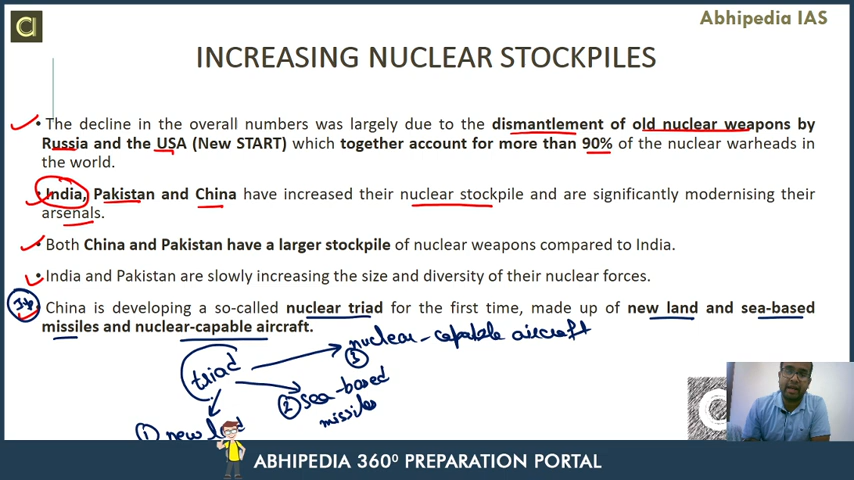 Abhipedia IAS
INCREASING NUCLEAR STOCKPILES
• The decline in the overall numbers was largely due to the dismantlement of old nuclear weapons by
Russia and the USA (New START) which together account for more than 90% of the nuclear warheads in
the world.
• India, Pakistan and China have increased their nuclear stockpile and are significantly modernising their
arsenals.
• Both China and Pakistan have a larger stockpile of nuclear weapons compared to India.
• India and Pakistan are slowly increasing the size and diversity of their nuclear forces.
China is developing a so-called nuclear triad for the first time, made up of new land and sea-based
missiles and nuclear-capable aircraft.
nuclear-capable aircraft
③
triad
② sea-based
missiles
① new
ABHIPEDIA 360⁰ PREPARATION PORTAL